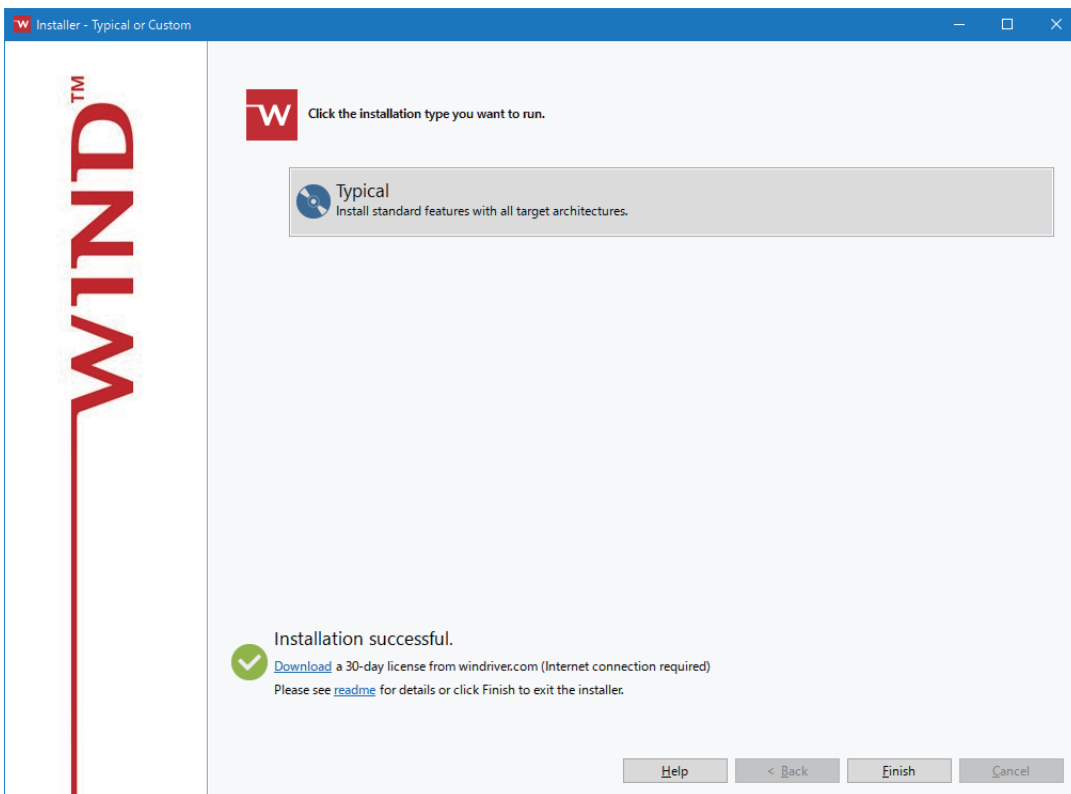 Installer - Typical or Custom
WIND™
W
Click the installation type you want to run.
Typical
Install standard features with all target architectures.
Installation successful.
Download a 30-day license from windriver.com (Internet connection required)
Please see readme for details or click Finish to exit the installer.
Help
< Back
Finish
Cancel